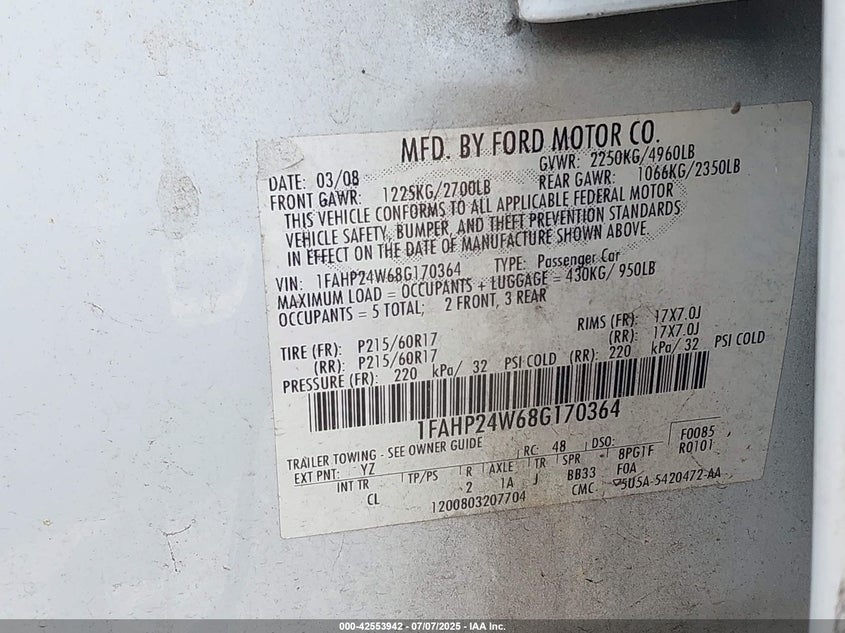 MFD. BY FORD MOTOR CO.
DATE: 03/08 GVWR: 2250KG/4960LB
FRONT GAWR: 1225KG/2700LB REAR GAWR: 1066KG/2350LB
THIS VEHICLE CONFORMS TO ALL APPLICABLE FEDERAL MOTOR
VEHICLE SAFETY, BUMPER, AND THEFT PREVENTION STANDARDS
IN EFFECT ON THE DATE OF MANUFACTURE SHOWN ABOVE.
VIN: 1FAHP24W68G170364 TYPE: Passenger Car
MAXIMUM LOAD = OCCUPANTS + LUGGAGE = 430KG/ 950LB
OCCUPANTS = 5 TOTAL; 2 FRONT, 3 REAR
TIRE (FR): P215/60R17 RIMS (FR): 17X7.0J
(RR): P215/60R17 (RR): 17X7.0J
PRESSURE (FR): 220 kPa/ 32 PSI COLD (RR): 220 kPa/ 32 PSI COLD
1FAHP24W68G170364
TRAILER TOWING - SEE OWNER GUIDE
EXT PNT: YZ RC: 48 DSO: F0085
INT TR TP/PS R AXLE TR SPR 8PG1F R0101
CL 2 1A J BB33 F0A
1200803207704 CMC 5U5A-5420472-AA
000-42553942 - 07/07/2025 - IAA Inc.